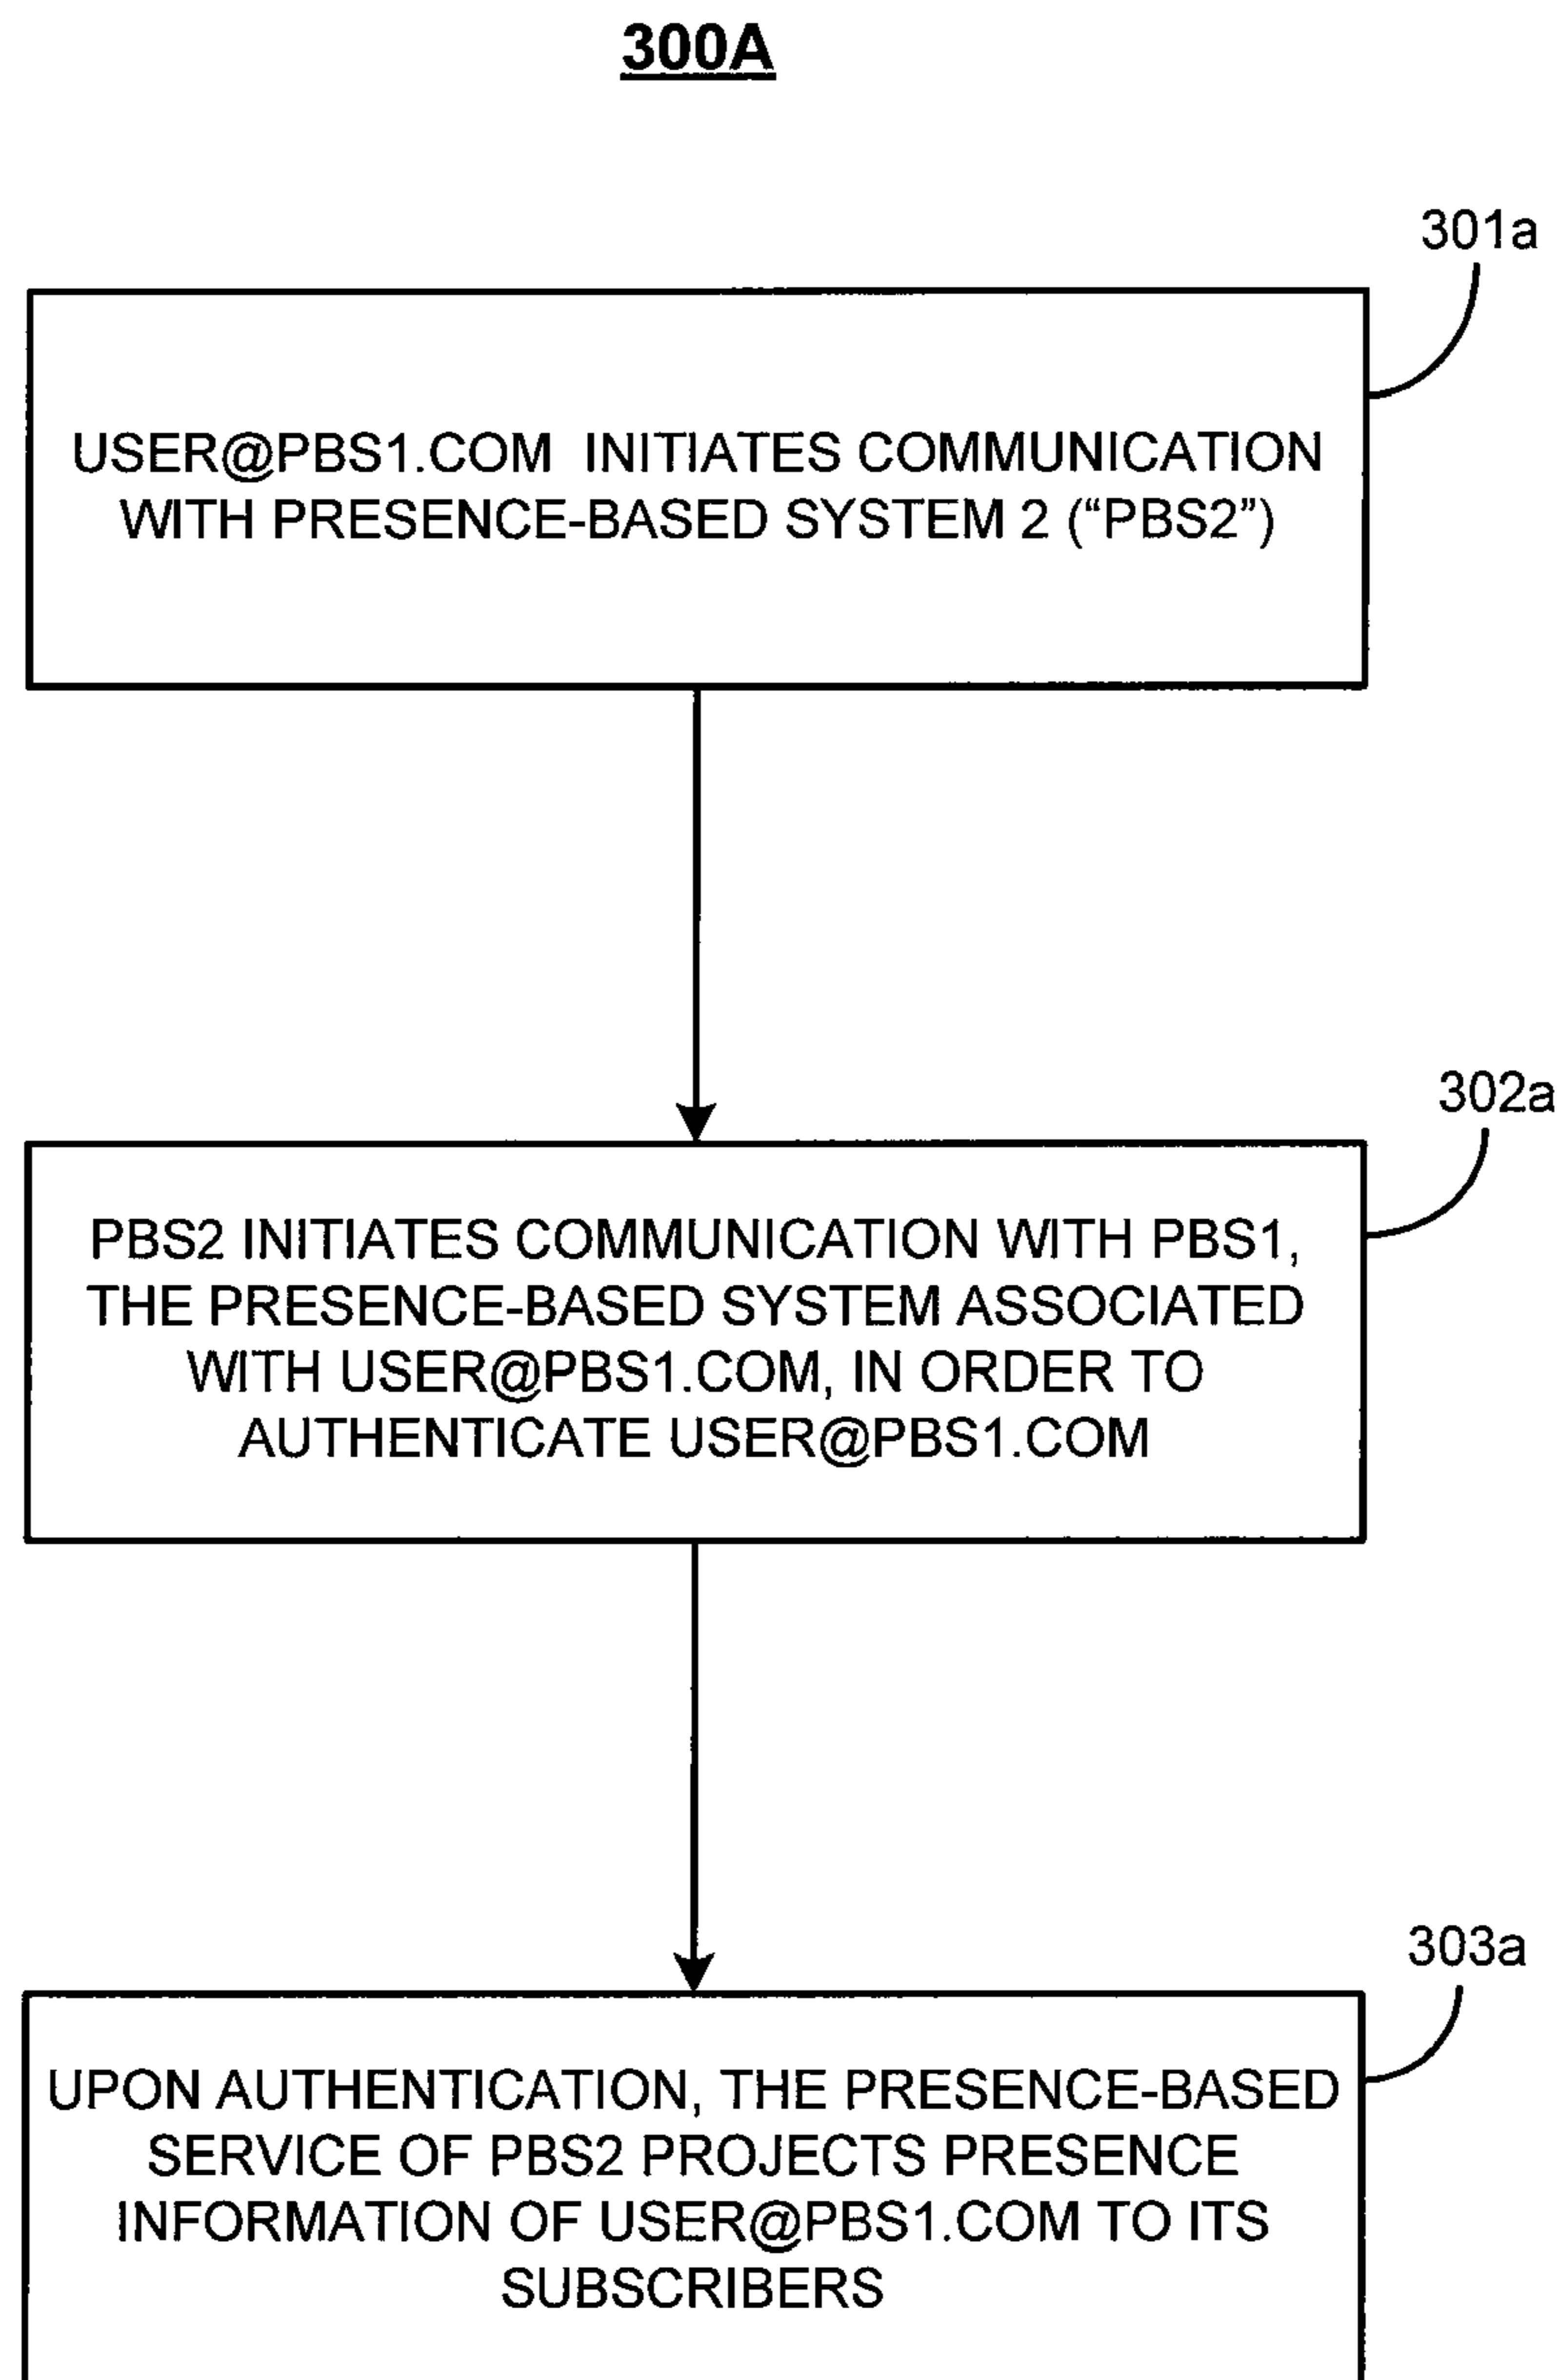 300A
301a
USER@PBS1.COM INITIATES COMMUNICATION
WITH PRESENCE-BASED SYSTEM 2 (“PBS2”)
302a
PBS2 INITIATES COMMUNICATION WITH PBS1,
THE PRESENCE-BASED SYSTEM ASSOCIATED
WITH USER@PBS1.COM, IN ORDER TO
AUTHENTICATE USER@PBS1.COM
303a
UPON AUTHENTICATION, THE PRESENCE-BASED
SERVICE OF PBS2 PROJECTS PRESENCE
INFORMATION OF USER@PBS1.COM TO ITS
SUBSCRIBERS